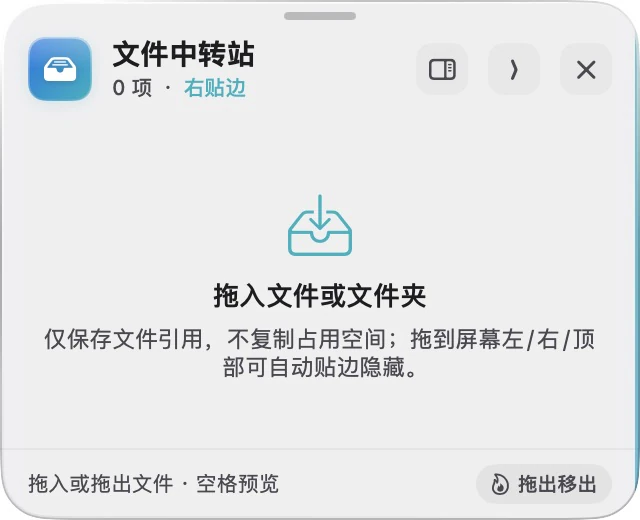 文件中转站
0 项 · 右贴边
拖入文件或文件夹
仅保存文件引用，不复制占用空间；拖到屏幕左/右/顶
部可自动贴边隐藏。
拖入或拖出文件 · 空格预览
拖出移出